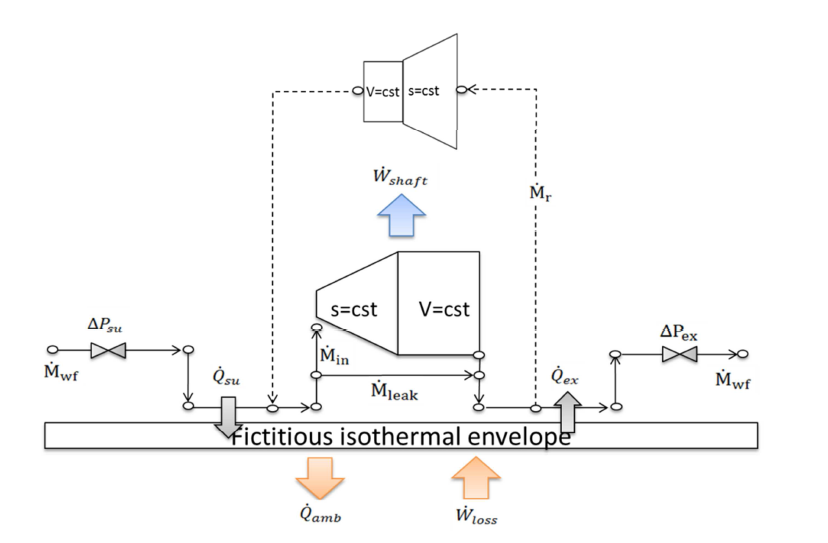 V=cst s=cst
Ẇshaft
Ṁr
s=cst V=cst
ΔPsu
ΔPex
Ṁwf
Q̇su
Ṁin
Ṁleak
Q̇ex
Ṁwf
Fictitious isothermal envelope
Q̇amb
Ẇloss